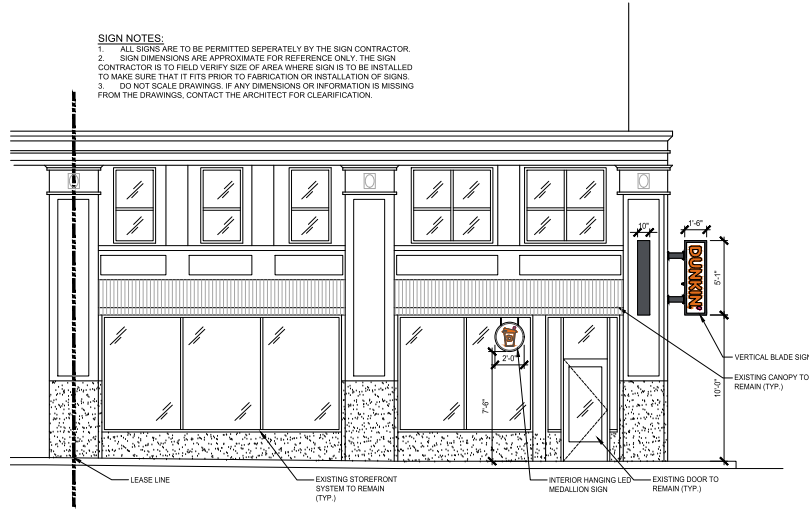 SIGN NOTES:
1. ALL SIGNS ARE TO BE PERMITTED SEPERATELY BY THE SIGN CONTRACTOR.
2. SIGN DIMENSIONS ARE APPROXIMATE FOR REFERENCE ONLY. THE SIGN
CONTRACTOR IS TO FIELD VERIFY SIZE OF AREA WHERE SIGN IS TO BE INSTALLED
TO MAKE SURE THAT IT FITS PRIOR TO FABRICATION OR INSTALLATION OF SIGNS.
3. DO NOT SCALE DRAWINGS. IF ANY DIMENSIONS OR INFORMATION IS MISSING
FROM THE DRAWINGS, CONTACT THE ARCHITECT FOR CLEARIFICATION.
10"
1'-6"
DUNKIN'
5'-1"
VERTICAL BLADE SIGN
2'-0"
EXISTING CANOPY TO
REMAIN (TYP.)
7'-6"
10'-0"
LEASE LINE
EXISTING STOREFRONT
SYSTEM TO REMAIN
(TYP.)
INTERIOR HANGING LED
MEDALLION SIGN
EXISTING DOOR TO
REMAIN (TYP.)